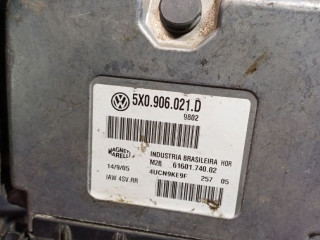 5X0.906.021.D
9802
INDUSTRIA BRASILEIRA HOR
MAGNETI MARELLI
M28 61601.740.02
14/9/05 4UCN9KE9F 257 05
IAW 4SV.RR